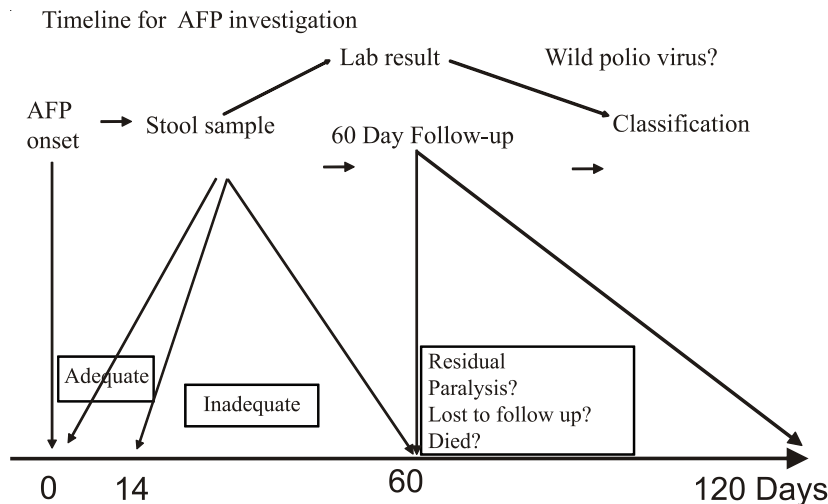 Timeline for AFP investigation
Lab result
Wild polio virus?
AFP
onset
Stool sample
60 Day Follow-up
Classification
Adequate
Inadequate
Residual
Paralysis?
Lost to follow up?
Died?
0
14
60
120 Days